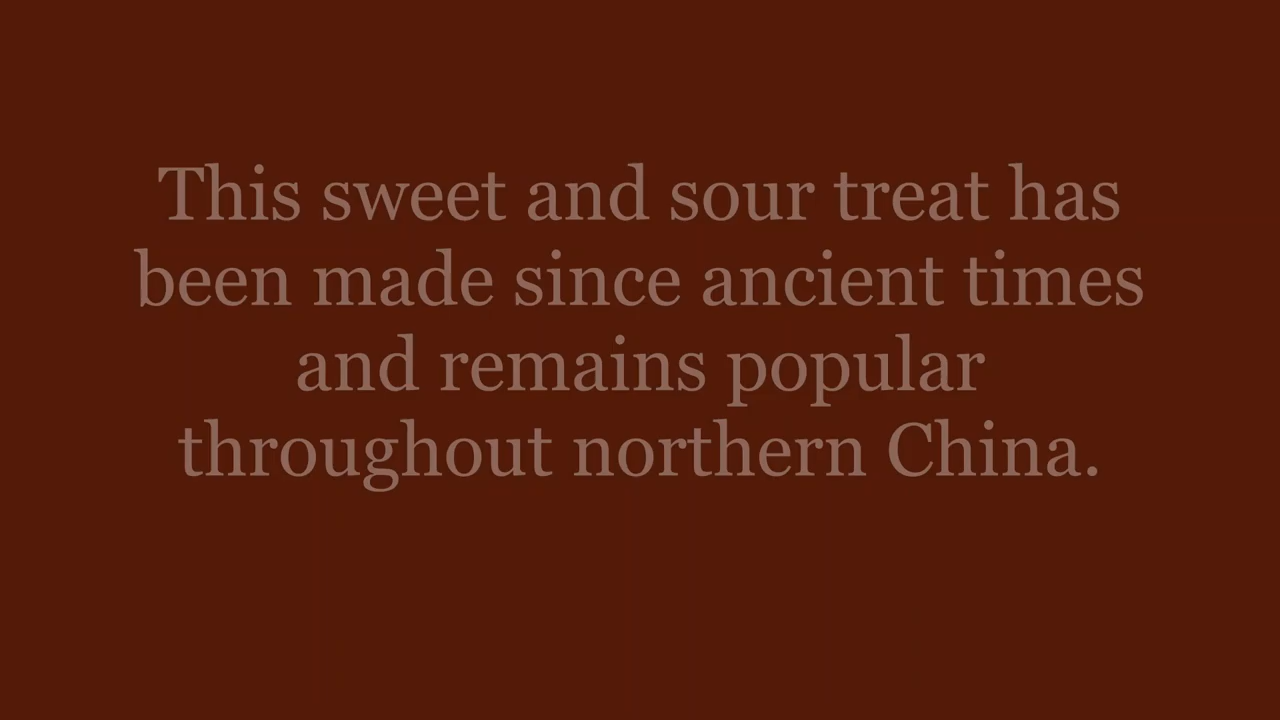 This sweet and sour treat has
been made since ancient times
and remains popular
throughout northern China.